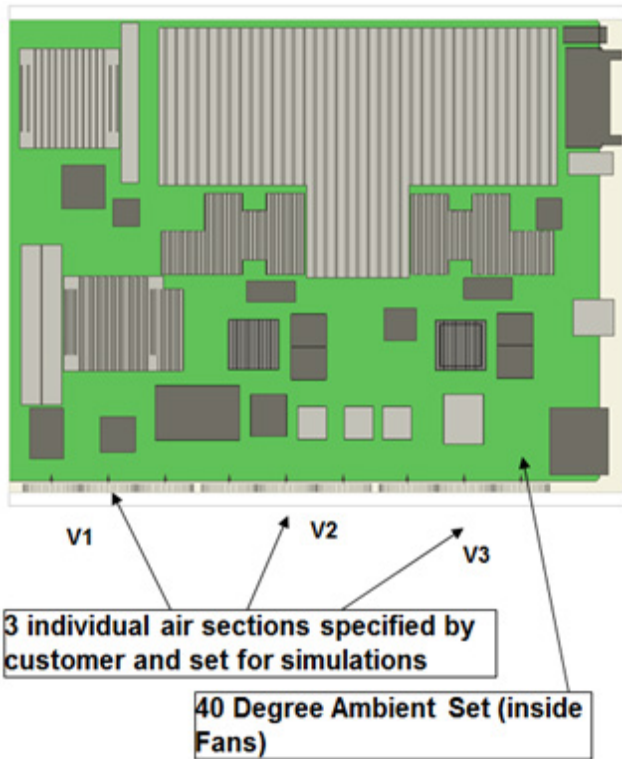 V1
V2
V3
3 individual air sections specified by
customer and set for simulations
40 Degree Ambient Set (inside
Fans)